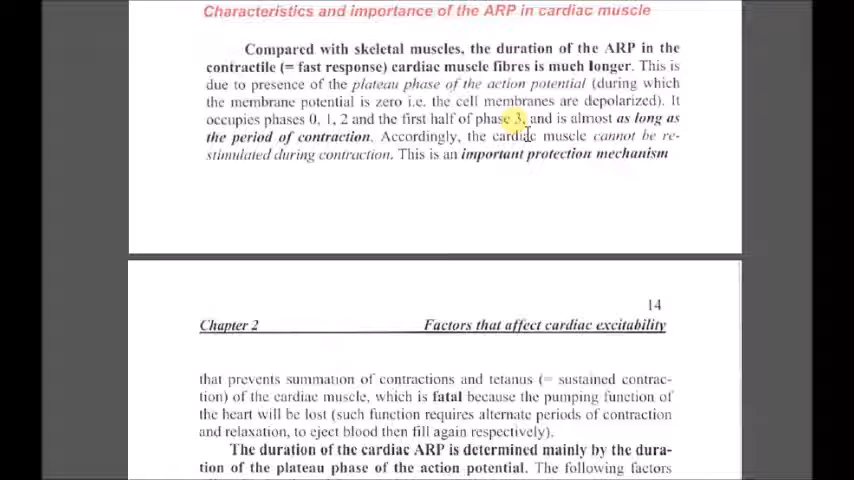 Characteristics and importance of the ARP in cardiac muscle
Compared with skeletal muscles, the duration of the ARP in the
contractile (= fast response) cardiac muscle fibres is much longer. This is
due to presence of the plateau phase of the action potential (during which
the membrane potential is zero i.e. the cell membranes are depolarized). It
occupies phases 0, 1, 2 and the first half of phase 3, and is almost as long as
the period of contraction. Accordingly, the cardiac muscle cannot be re-
stimulated during contraction. This is an important protection mechanism
14
Chapter 2 Factors that affect cardiac excitability
that prevents summation of contractions and tetanus (= sustained contrac-
tion) of the cardiac muscle, which is fatal because the pumping function of
the heart will be lost (such function requires alternate periods of contraction
and relaxation, to eject blood then fill again respectively).
The duration of the cardiac ARP is determined mainly by the dura-
tion of the plateau phase of the action potential. The following factors